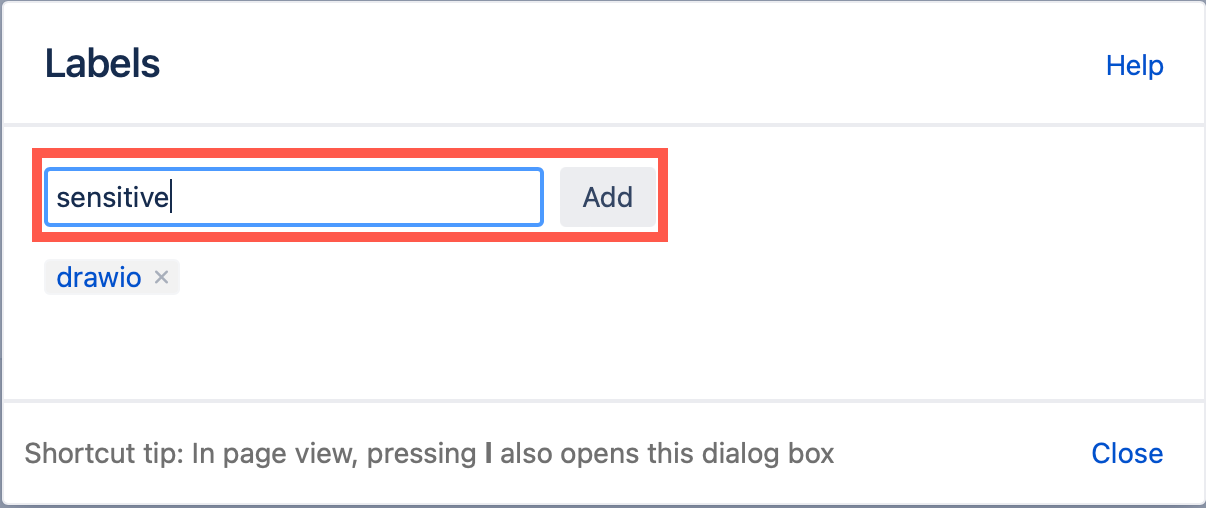 Labels
Help
sensitive
Add
drawio ×
Shortcut tip: In page view, pressing l also opens this dialog box
Close